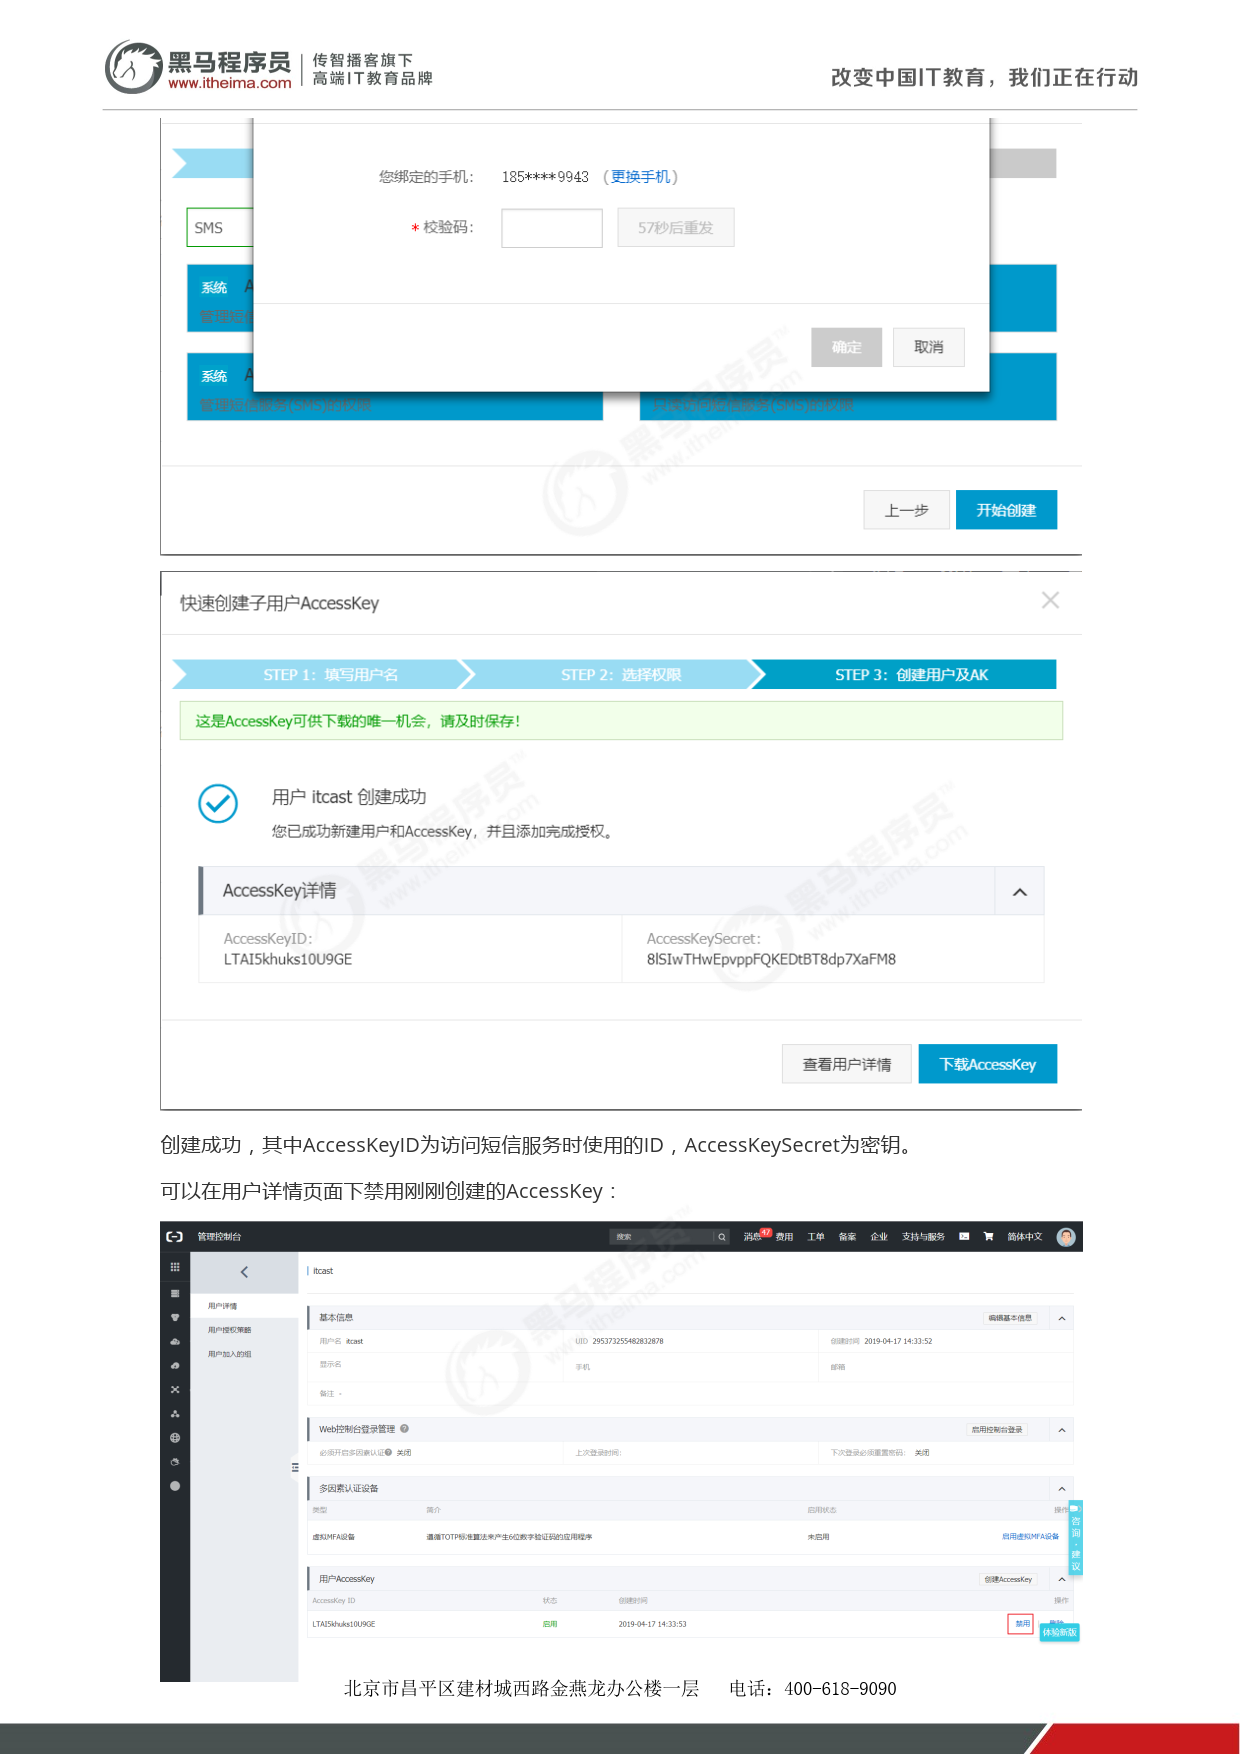 黑马程序员
www.itheima.com
传智播客旗下
高端IT教育品牌
改变中国IT教育，我们正在行动
您绑定的手机： 185****9943 （更换手机）
* 校验码： 57秒后重发
SMS
系统 A
管理短信
确定 取消
系统 A
管理短信服务(SMS)的权限
只读访问短信服务(SMS)的权限
上一步 开始创建
快速创建子用户AccessKey
STEP 1：填写用户名 STEP 2：选择权限 STEP 3：创建用户及AK
这是AccessKey可供下载的唯一机会，请及时保存！
用户 itcast 创建成功
您已成功新建用户和AccessKey，并且添加完成授权。
AccessKey详情
AccessKeyID：
LTAI5khuks10U9GE
AccessKeySecret：
8lSIwTHwEpvppFQKEDtBT8dp7XaFM8
查看用户详情 下载AccessKey
创建成功，其中AccessKeyID为访问短信服务时使用的ID，AccessKeySecret为密钥。
可以在用户详情页面下禁用刚刚创建的AccessKey：
管理控制台 搜索 消息 47 费用 工单 备案 企业 支持与服务 简体中文
itcast
用户详情
用户授权策略
用户加入的组
基本信息 编辑基本信息
用户名 itcast UID 295373255482832878 创建时间 2019-04-17 14:33:52
显示名 手机 邮箱
备注 -
Web控制台登录管理 启用控制台登录
必须开启多因素认证 关闭 上次登录时间： 下次登录必须重置密码： 关闭
多因素认证设备
类型 简介 启用状态 操作
虚拟MFA设备 遵循TOTP标准算法来产生6位数字验证码的应用程序 未启用 启用虚拟MFA设备
咨询·建议
用户AccessKey 创建AccessKey
AccessKey ID 状态 创建时间 操作
LTAI5khuks10U9GE 启用 2019-04-17 14:33:53 禁用 删除
体验新版
北京市昌平区建材城西路金燕龙办公楼一层 电话：400-618-9090